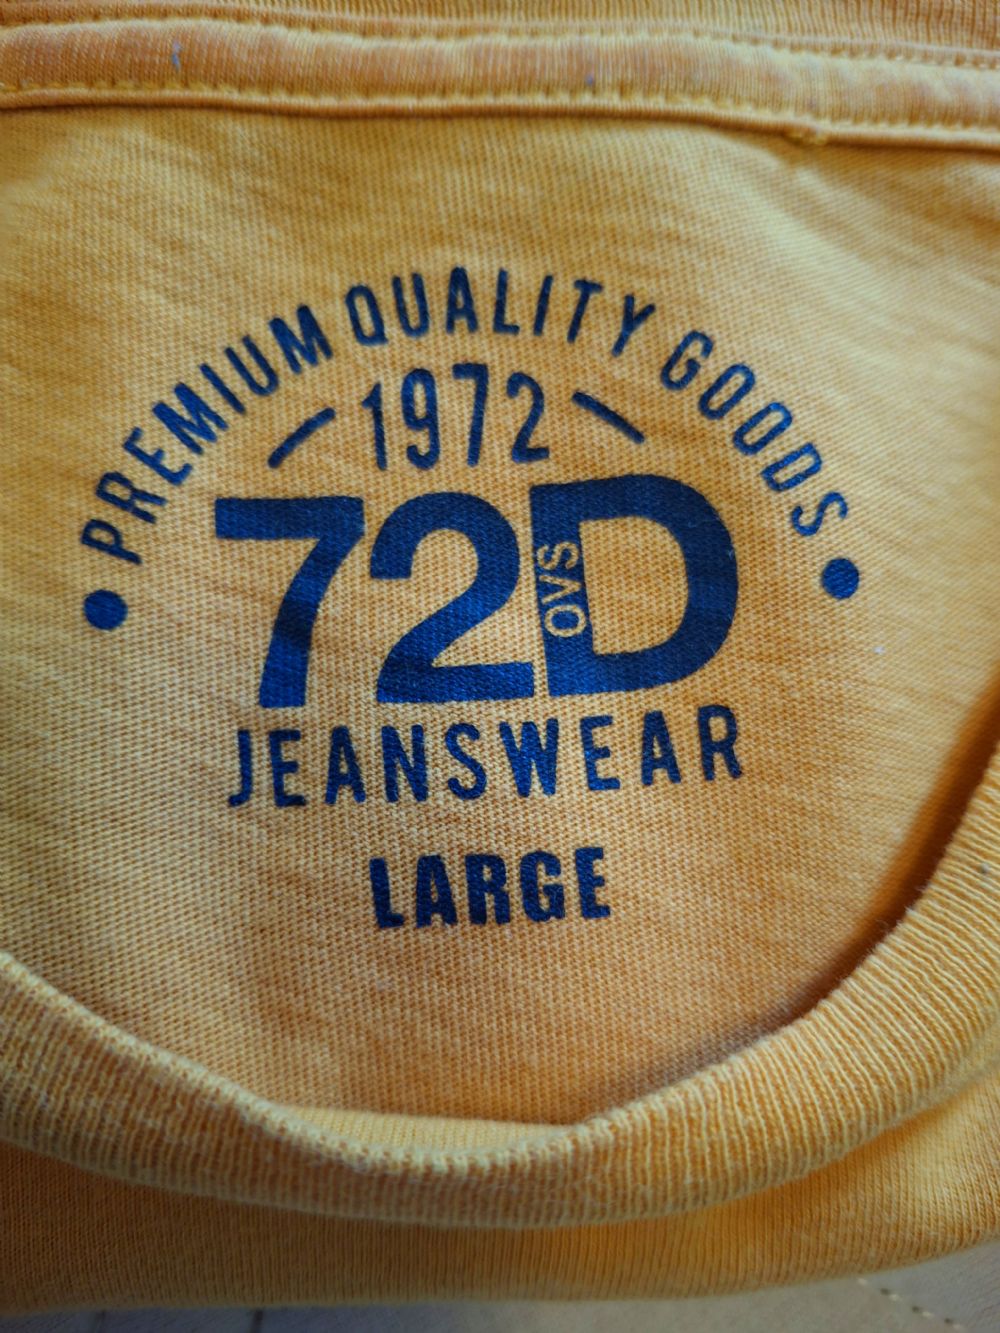 PREMIUM QUALITY GOODS
1972
72D
OVS
JEANSWEAR
LARGE